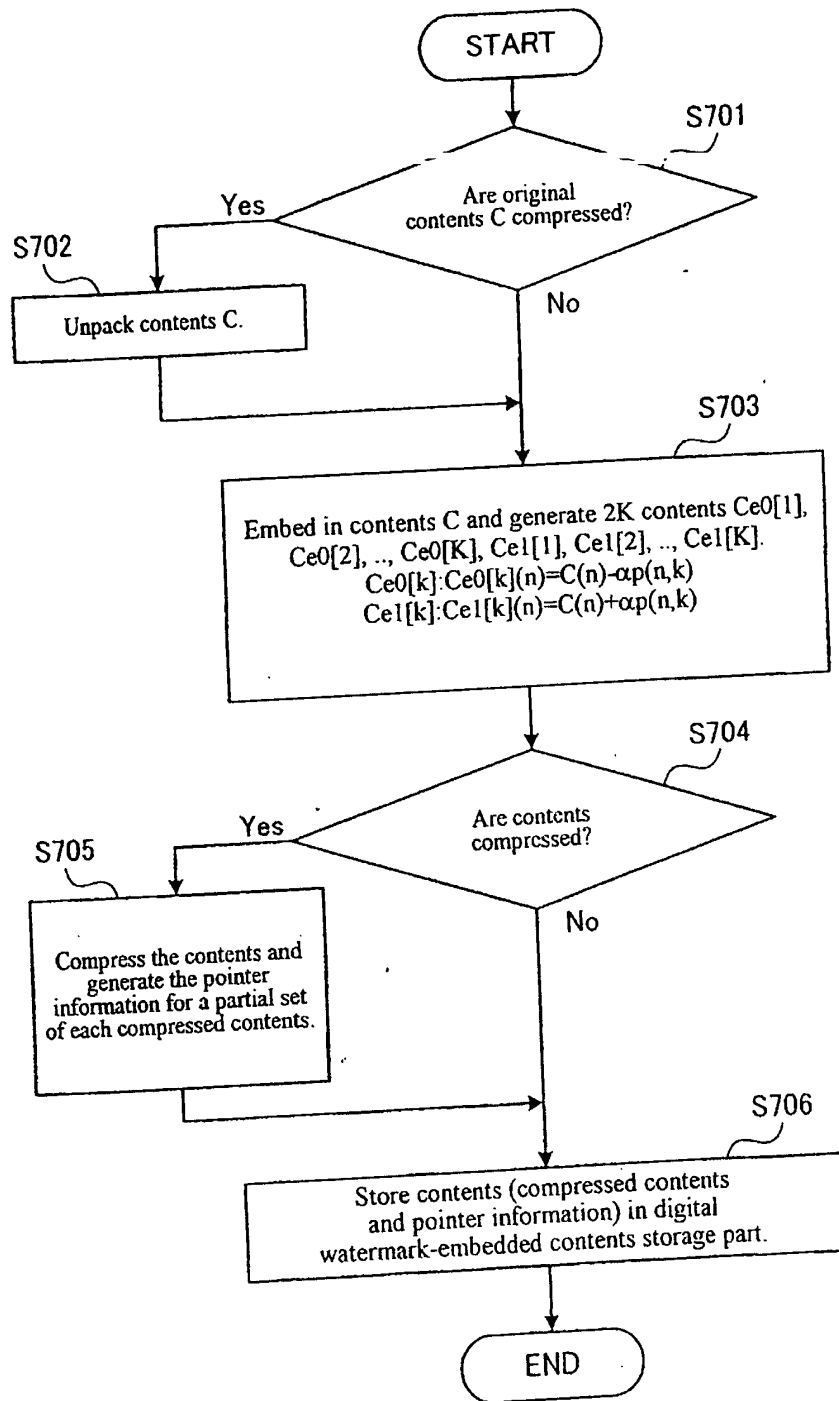 START
S701
Are original
contents C compressed?
Yes
No
S702
Unpack contents C.
S703
Embed in contents C and generate 2K contents Ce0[1],
Ce0[2], .., Ce0[K], Ce1[1], Ce1[2], .., Ce1[K].
Ce0[k]:Ce0[k](n)=C(n)-αp(n,k)
Ce1[k]:Ce1[k](n)=C(n)+αp(n,k)
S704
Are contents
compressed?
Yes
No
S705
Compress the contents and
generate the pointer
information for a partial set
of each compressed contents.
S706
Store contents (compressed contents
and pointer information) in digital
watermark-embedded contents storage part.
END